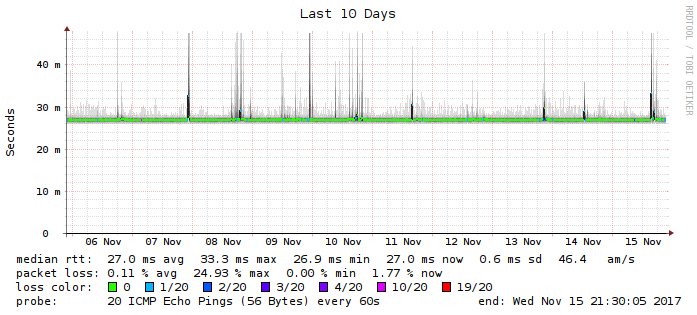 Last 10 Days
RRDTOOL / TOBI OETIKER
Seconds
40 m
30 m
20 m
10 m
0
06 Nov 07 Nov 08 Nov 09 Nov 10 Nov 11 Nov 12 Nov 13 Nov 14 Nov 15 Nov
median rtt: 27.0 ms avg 33.3 ms max 26.9 ms min 27.0 ms now 0.6 ms sd 46.4 am/s
packet loss: 0.11 % avg 24.93 % max 0.00 % min 1.77 % now
loss color: 0 1/20 2/20 3/20 4/20 10/20 19/20
probe: 20 ICMP Echo Pings (56 Bytes) every 60s end: Wed Nov 15 21:30:05 2017